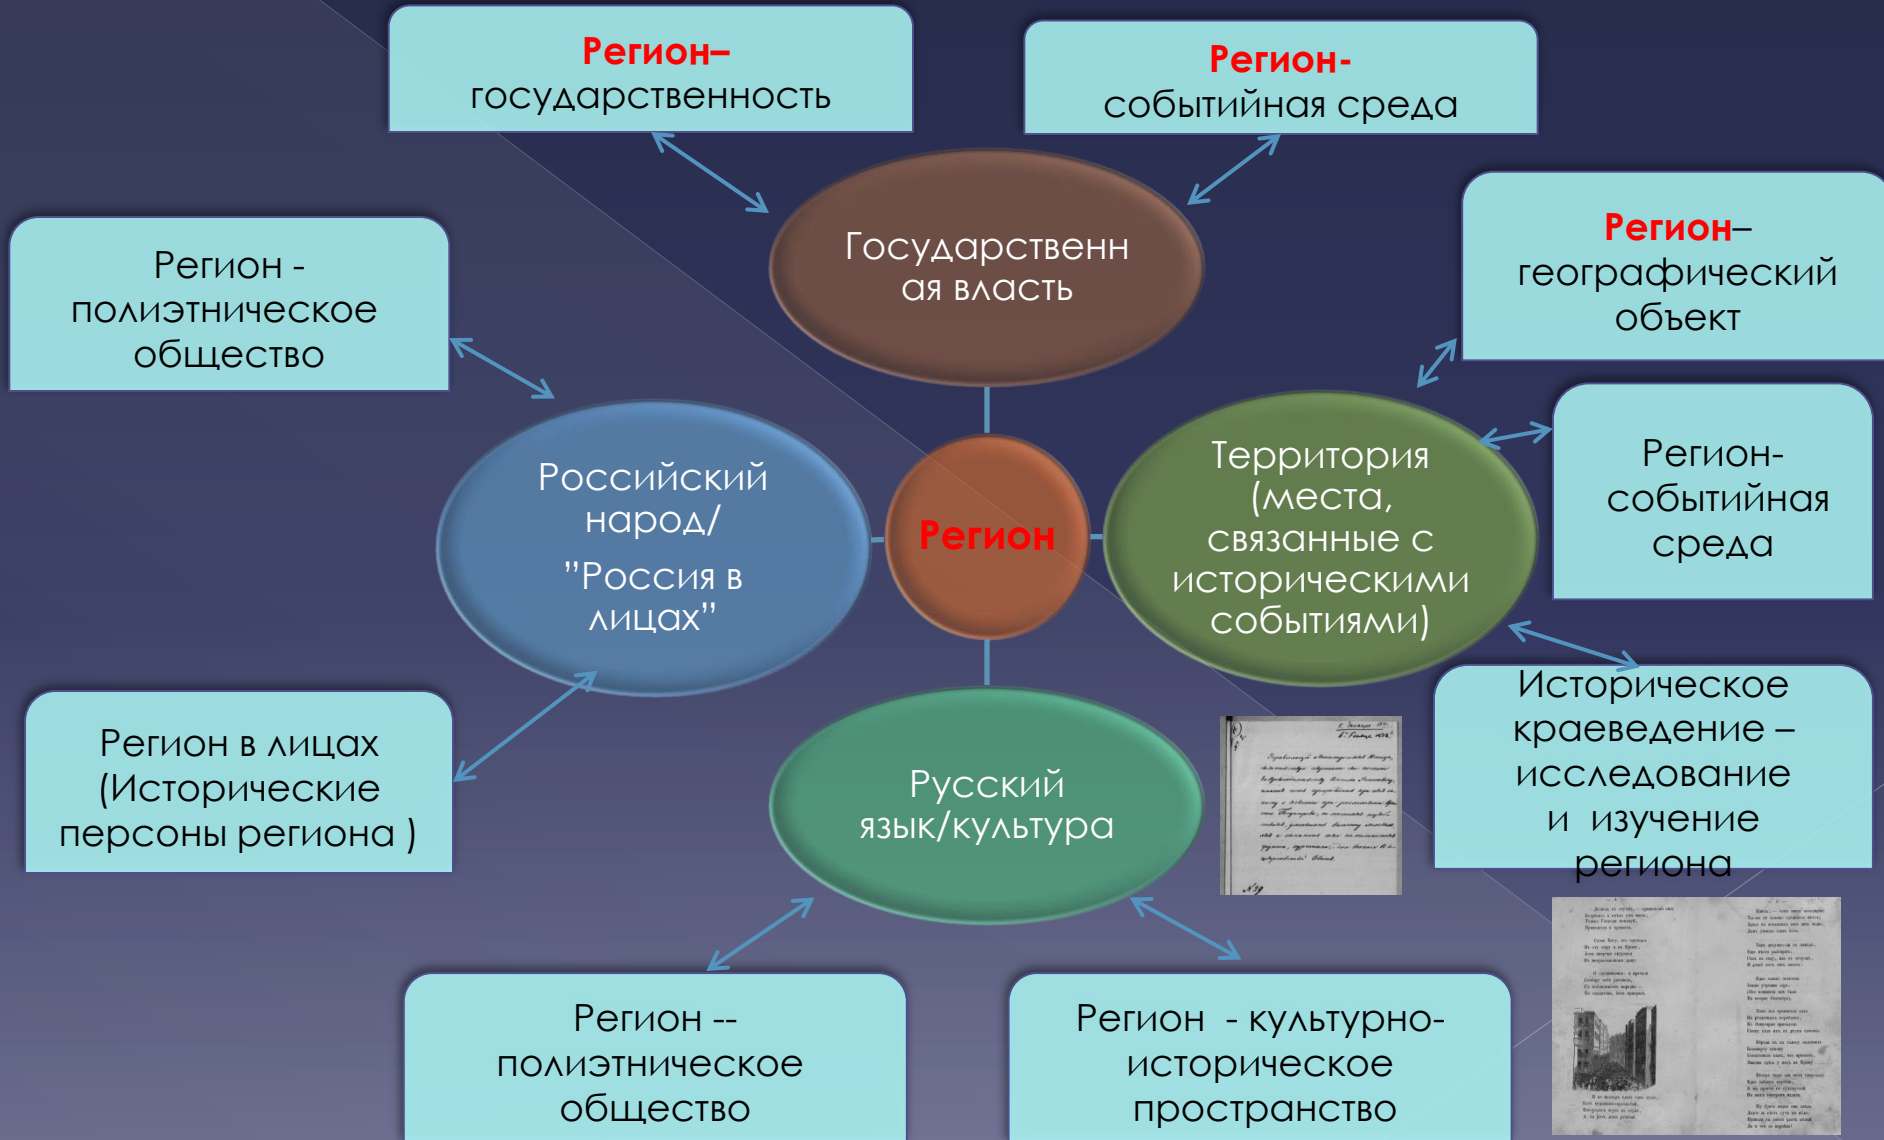 Регион–
государственность
Регион-
событийная среда
Государственн
ая власть
Регион–
географический
объект
Регион -
полиэтническое
общество
Российский
народ/
”Россия в
лицах”
Регион
Территория
(места,
связанные с
историческими
событиями)
Регион-
событийная
среда
Регион в лицах
(Исторические
персоны региона )
Русский
язык/культура
Историческое
краеведение –
исследование
и  изучение
региона
Регион --
полиэтническое
общество
Регион  - культурно-
историческое
пространство